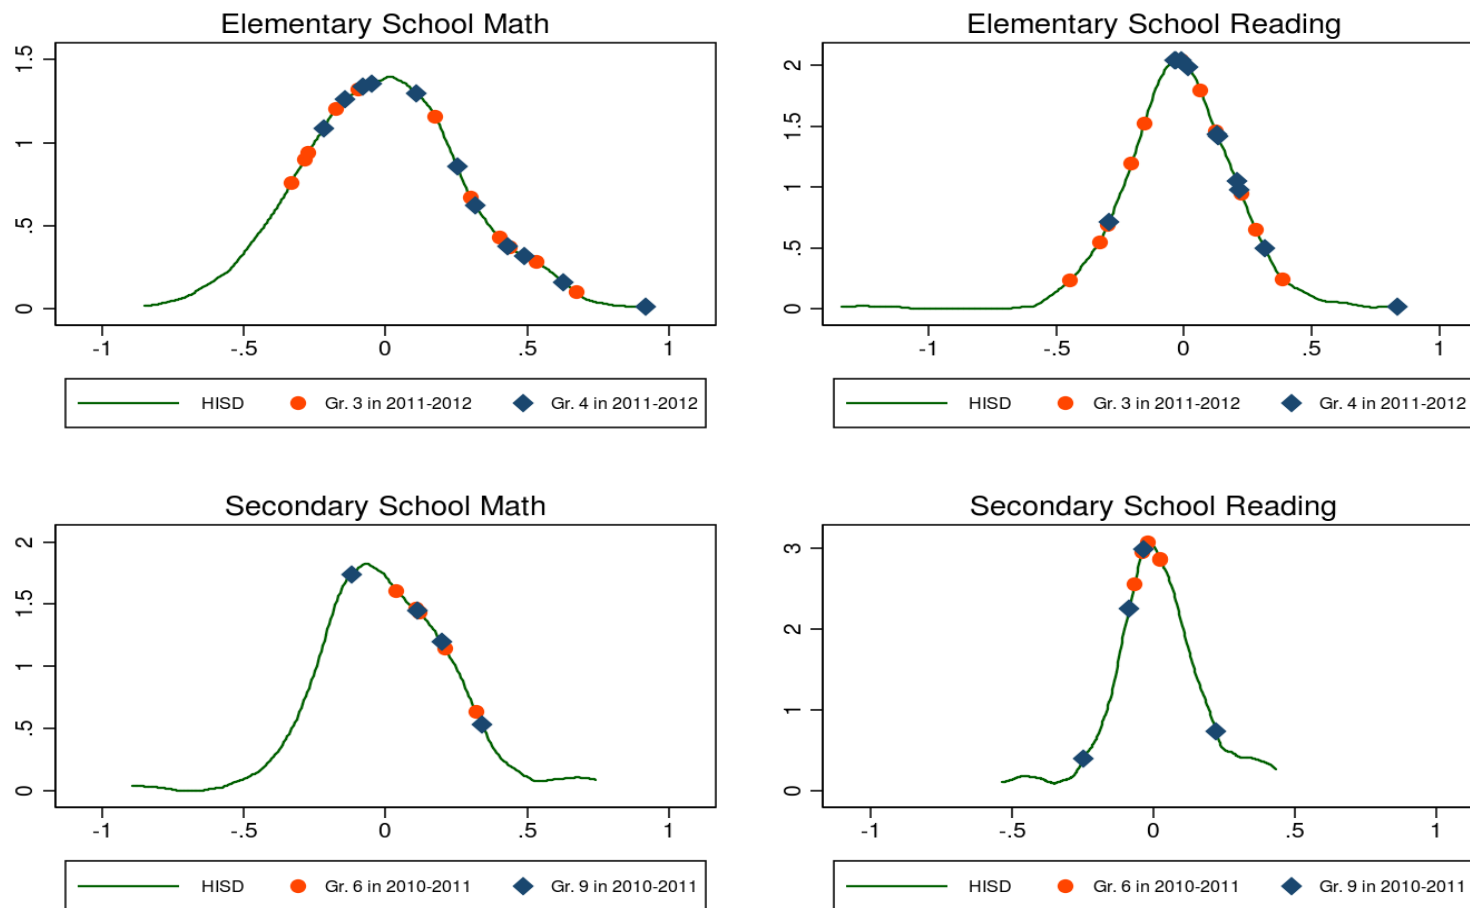 Elementary School Math
1.5
1
.5
0
-1 -.5 0 .5 1
HISD Gr. 3 in 2011-2012 Gr. 4 in 2011-2012
Elementary School Reading
2
1.5
1
.5
0
-1 -.5 0 .5 1
HISD Gr. 3 in 2011-2012 Gr. 4 in 2011-2012
Secondary School Math
2
1.5
1
.5
0
-1 -.5 0 .5 1
HISD Gr. 6 in 2010-2011 Gr. 9 in 2010-2011
Secondary School Reading
3
2
1
0
-1 -.5 0 .5 1
HISD Gr. 6 in 2010-2011 Gr. 9 in 2010-2011